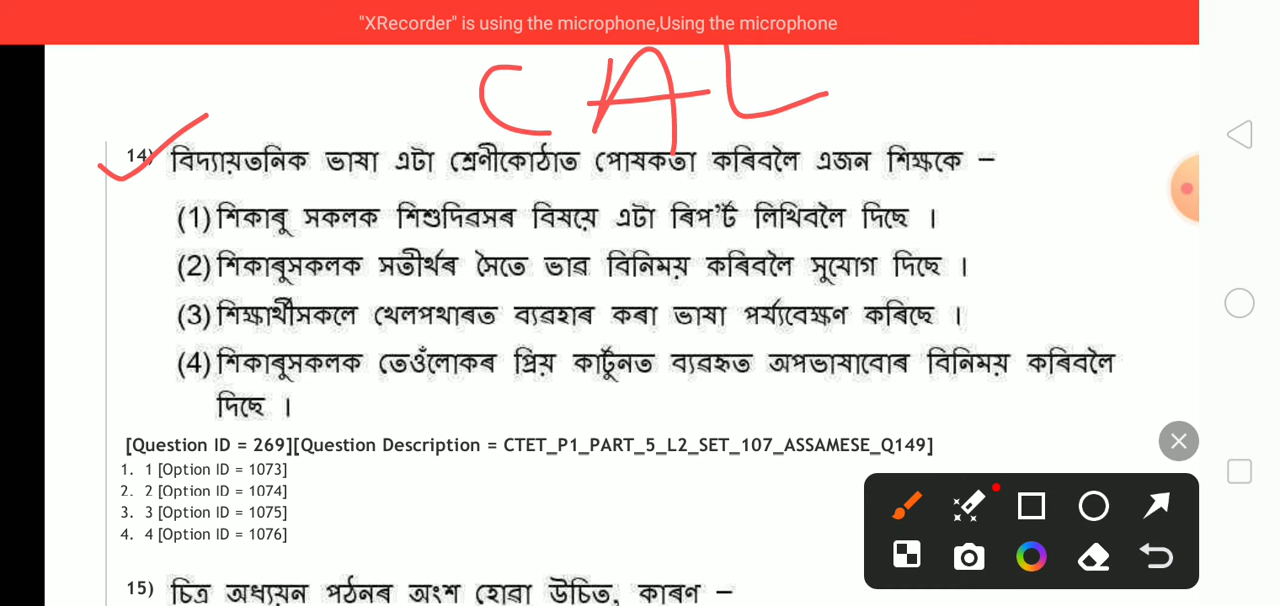 "XRecorder" is using the microphone,Using the microphone
CAL
14) বিদ্যায়তনিক ভাষা এটা শ্ৰেণীকোঠাত পোষকতা কৰিবলৈ এজন শিক্ষকে –
(1) শিকাৰু সকলক শিশুদিৱসৰ বিষয়ে এটা ৰিপ’ৰ্ট লিখিবলৈ দিছে ।
(2) শিকাৰুসকলক সতীৰ্থৰ সৈতে ভাৱ বিনিময় কৰিবলৈ সুযোগ দিছে ।
(3) শিক্ষাৰ্থীসকলে খেলপথাৰত ব্যৱহাৰ কৰা ভাষা পৰ্য্যবেক্ষণ কৰিছে ।
(4) শিকাৰুসকলক তেওঁলোকৰ প্ৰিয় কাৰ্টুনত ব্যৱহৃত অপভাষাবোৰ বিনিময় কৰিবলৈ
দিছে ।
[Question ID = 269][Question Description = CTET_P1_PART_5_L2_SET_107_ASSAMESE_Q149]
1. 1 [Option ID = 1073]
2. 2 [Option ID = 1074]
3. 3 [Option ID = 1075]
4. 4 [Option ID = 1076]
15) চিত্ৰ অধ্যয়ন পঠনৰ অংশ হোৱা উচিত, কাৰণ –